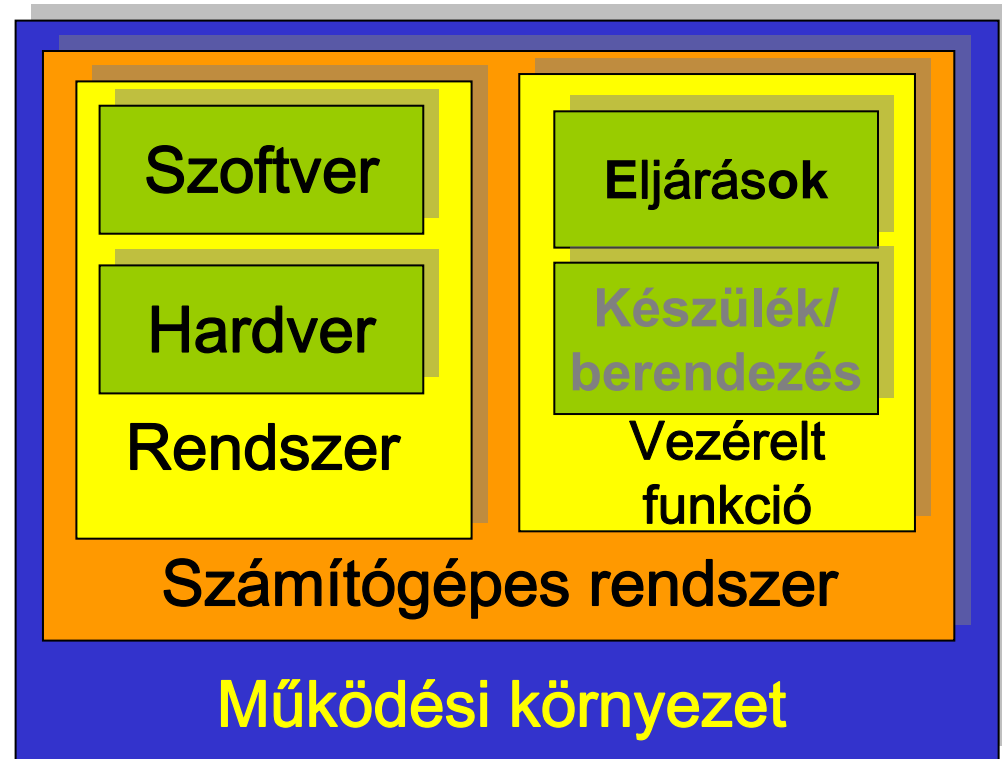 Szoftver
Hardver
Rendszer
Eljárások
Készülék/
berendezés
Vezérelt
funkció
Számítógépes rendszer
Működési környezet